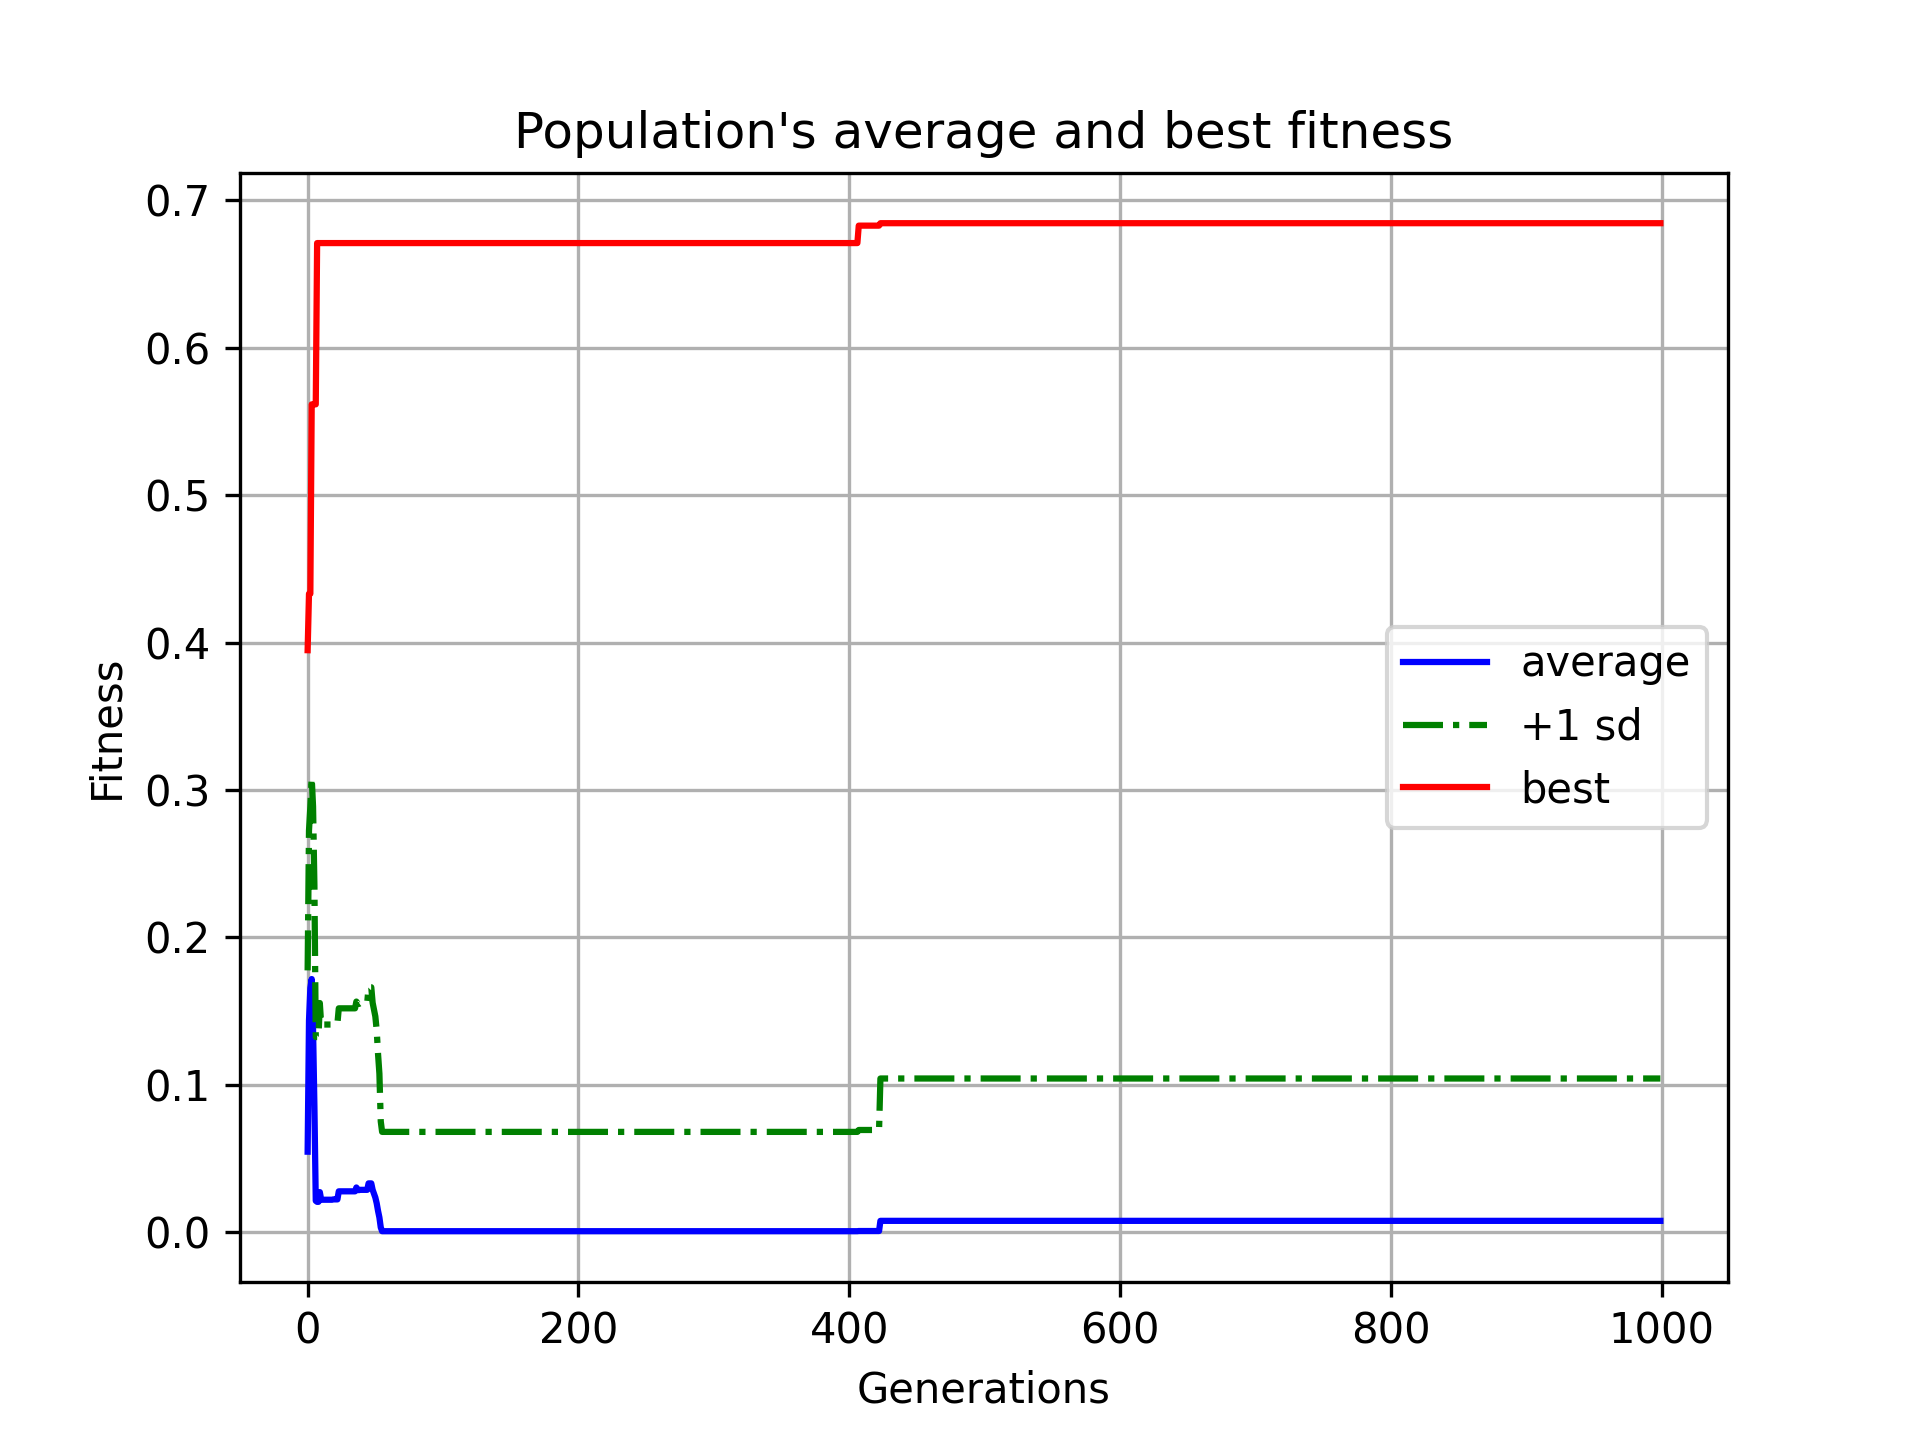 Population's average and best fitness
0.7
0.6
0.5
0.4
0.3
0.2
0.1
0.0
Fitness
average
+1 sd
best
0 200 400 600 800 1000
Generations